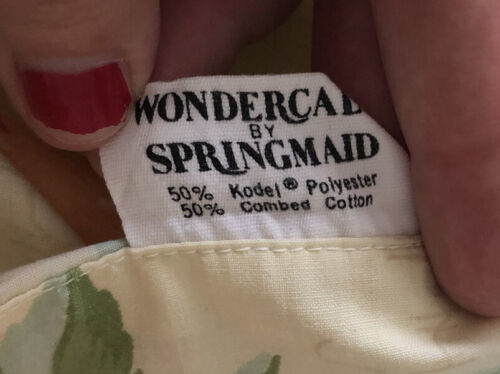 WONDERCAL
BY
SPRINGMAID
50% Kodel® Polyester
50% Combed Cotton